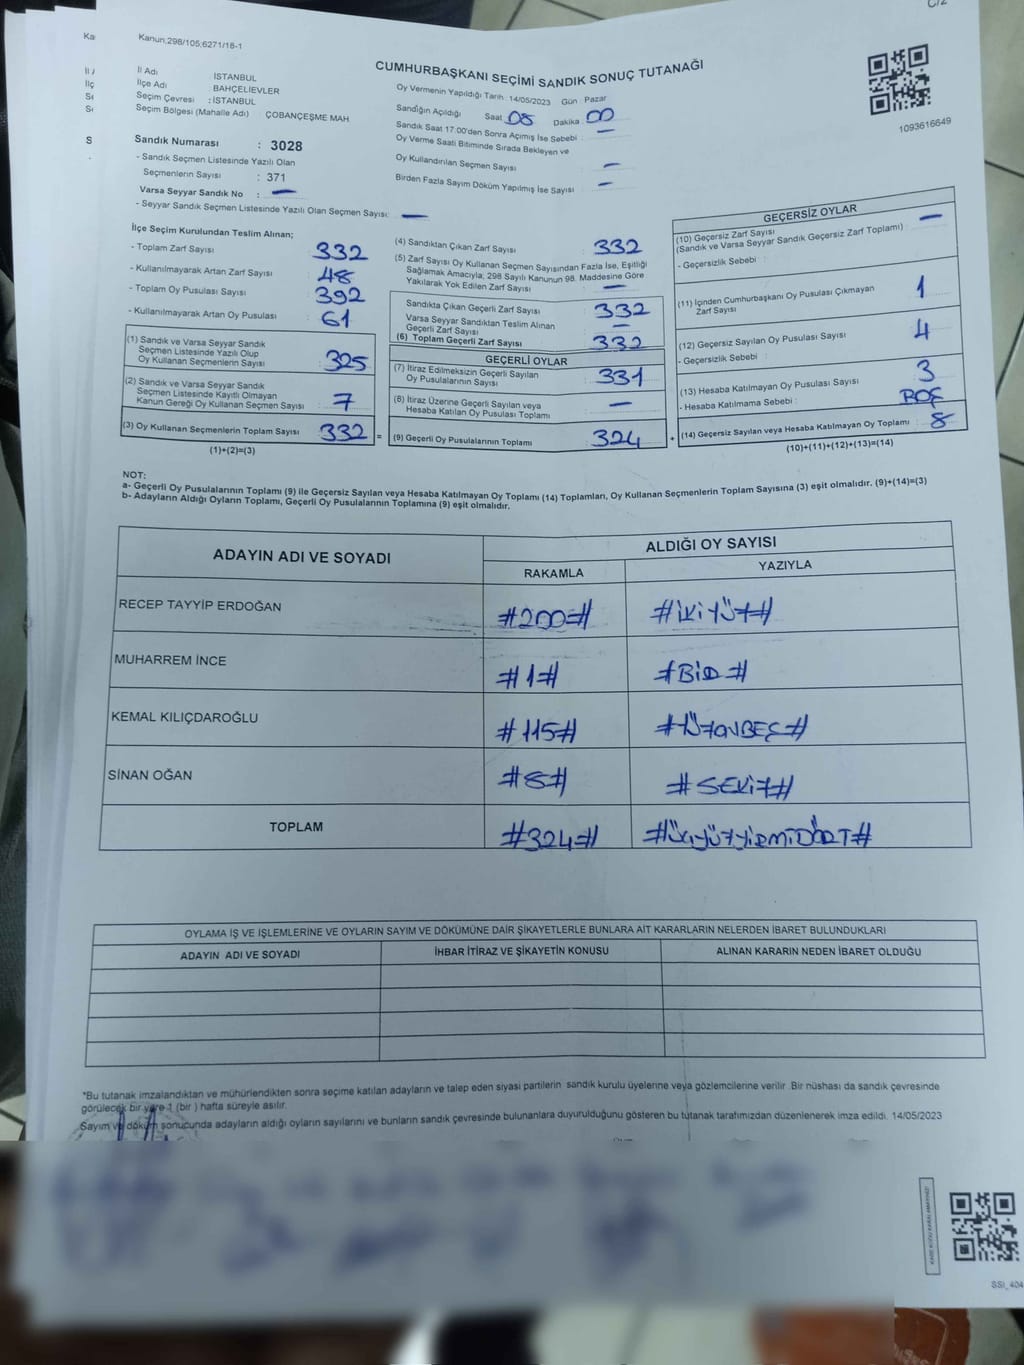 C/2
Ka
Kanun;298/105;6271/18-1
CUMHURBAŞKANI SEÇİMİ SANDIK SONUÇ TUTANAĞI
İl Adı İSTANBUL
İlçe Adı BAHÇELİEVLER
Seçim Çevresi : İSTANBUL
Seçim Bölgesi (Mahalle Adı) ÇOBANÇEŞME MAH.
Sandık Numarası : 3028
- Sandık Seçmen Listesinde Yazılı Olan
Seçmenlerin Sayısı : 371
Varsa Seyyar Sandık No : —
- Seyyar Sandık Seçmen Listesinde Yazılı Olan Seçmen Sayısı: —
Oy Vermenin Yapıldığı Tarih 14/05/2023 Gün Pazar
Sandığın Açıldığı Saat 08 Dakika 00
Sandık Saat 17.00'den Sonra Açımış İse Sebebi : —
Oy Verme Saati Bitiminde Sırada Bekleyen ve
Oy Kullandırılan Seçmen Sayısı : —
Birden Fazla Sayım Döküm Yapılmış İse Sayısı : —
1093616649
İlçe Seçim Kurulundan Teslim Alınan;
- Toplam Zarf Sayısı : 332
- Kullanılmayarak Artan Zarf Sayısı : 48
- Toplam Oy Pusulası Sayısı : 392
- Kullanılmayarak Artan Oy Pusulası : 61
(1) Sandık ve Varsa Seyyar Sandık
Seçmen Listesinde Yazılı Olup
Oy Kullanan Seçmenlerin Sayısı : 325
(2) Sandık ve Varsa Seyyar Sandık
Seçmen Listesinde Kayıtlı Olmayan
Kanun Gereği Oy Kullanan Seçmen Sayısı : 7
(3) Oy Kullanan Seçmenlerin Toplam Sayısı : 332 =
(1)+(2)=(3)
(4) Sandıktan Çıkan Zarf Sayısı : 332
(5) Zarf Sayısı Oy Kullanan Seçmen Sayısından Fazla İse, Eşitliği
Sağlamak Amacıyla, 298 Sayılı Kanunun 98. Maddesine Göre
Yakılarak Yok Edilen Zarf Sayısı : —
Sandıkta Çıkan Geçerli Zarf Sayısı : 332
Varsa Seyyar Sandıktan Teslim Alınan
Geçerli Zarf Sayısı : —
(6) Toplam Geçerli Zarf Sayısı : 332
GEÇERLİ OYLAR
(7) İtiraz Edilmeksizin Geçerli Sayılan
Oy Pusulalarının Sayısı : 331
(8) İtiraz Üzerine Geçerli Sayılan veya
Hesaba Katılan Oy Pusulası Toplamı : —
(9) Geçerli Oy Pusulalarının Toplamı : 324 +
GEÇERSİZ OYLAR
(10) Geçersiz Zarf Sayısı —
(Sandık ve Varsa Seyyar Sandık Geçersiz Zarf Toplamı) :
- Geçersizlik Sebebi :
(11) İçinden Cumhurbaşkanı Oy Pusulası Çıkmayan
Zarf Sayısı : 1
(12) Geçersiz Sayılan Oy Pusulası Sayısı : 4
- Geçersizlik Sebebi :
(13) Hesaba Katılmayan Oy Pusulası Sayısı : 3
- Hesaba Katılmama Sebebi : BOŞ
(14) Geçersiz Sayılan veya Hesaba Katılmayan Oy Toplamı : 8
(10)+(11)+(12)+(13)=(14)
NOT:
a- Geçerli Oy Pusulalarının Toplamı (9) ile Geçersiz Sayılan veya Hesaba Katılmayan Oy Toplamı (14) Toplamları, Oy Kullanan Seçmenlerin Toplam Sayısına (3) eşit olmalıdır. (9)+(14)=(3)
b- Adayların Aldığı Oyların Toplamı, Geçerli Oy Pusulalarının Toplamına (9) eşit olmalıdır.
ADAYIN ADI VE SOYADI ALDIĞI OY SAYISI
RAKAMLA YAZIYLA
RECEP TAYYİP ERDOĞAN #200# #İKİYÜZ#
MUHARREM İNCE #1# #BİR#
KEMAL KILIÇDAROĞLU #115# #YÜZONBEŞ#
SİNAN OĞAN #8# #SEKİZ#
TOPLAM #324# #ÜÇYÜZYİRMİDÖRT#
OYLAMA İŞ VE İŞLEMLERİNE VE OYLARIN SAYIM VE DÖKÜMÜNE DAİR ŞİKAYETLERLE BUNLARA AİT KARARLARIN NELERDEN İBARET BULUNDUKLARI
ADAYIN ADI VE SOYADI İHBAR İTİRAZ VE ŞİKAYETİN KONUSU ALINAN KARARIN NEDEN İBARET OLDUĞU
*Bu tutanak imzalandıktan ve mühürlendikten sonra seçime katılan adayların ve talep eden siyasi partilerin sandık kurulu üyelerine veya gözlemcilerine verilir. Bir nüshası da sandık çevresinde
görülecek bir yere 1 (bir ) hafta süreyle asılır.
Sayım ve döküm sonucunda adayların aldığı oyların sayılarını ve bunların sandık çevresinde bulunanlara duyurulduğunu gösteren bu tutanak tarafımızdan düzenlenerek imza edildi. 14/05/2023
SSI_404